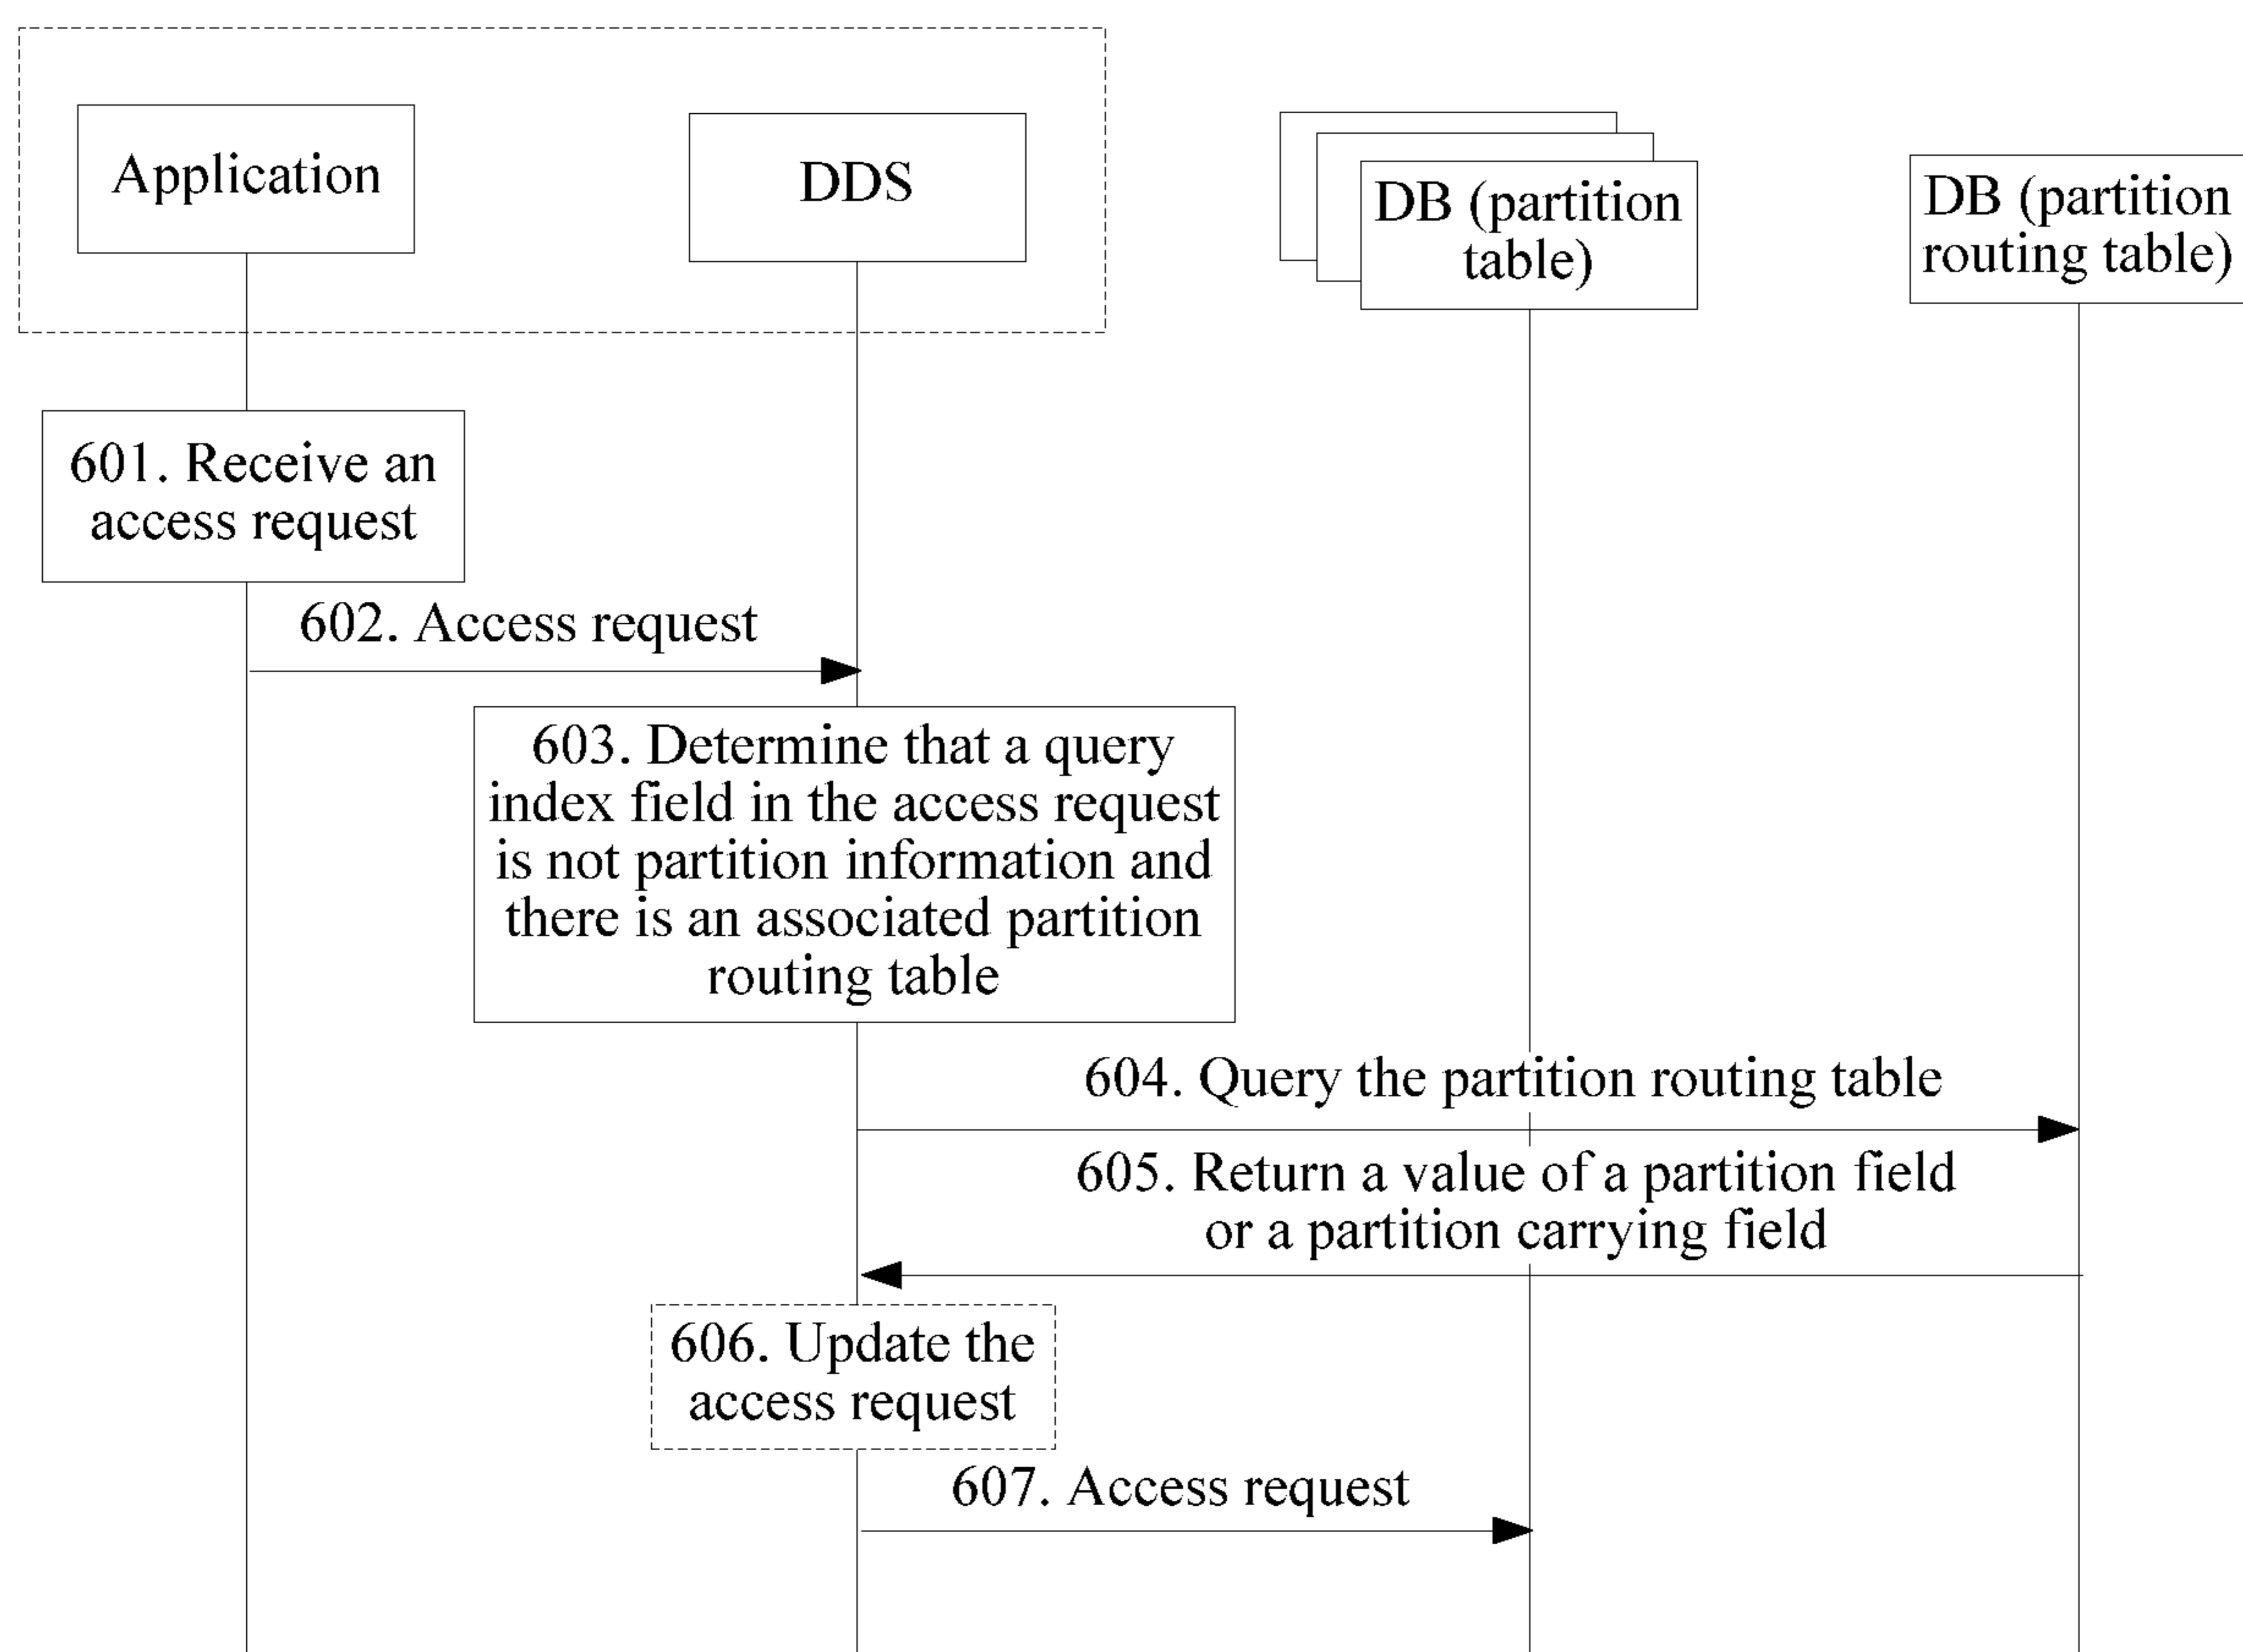 Application
DDS
DB (partition
table)
DB (partition
routing table)
601. Receive an
access request
602. Access request
603. Determine that a query
index field in the access request
is not partition information and
there is an associated partition
routing table
604. Query the partition routing table
605. Return a value of a partition field
or a partition carrying field
606. Update the
access request
607. Access request